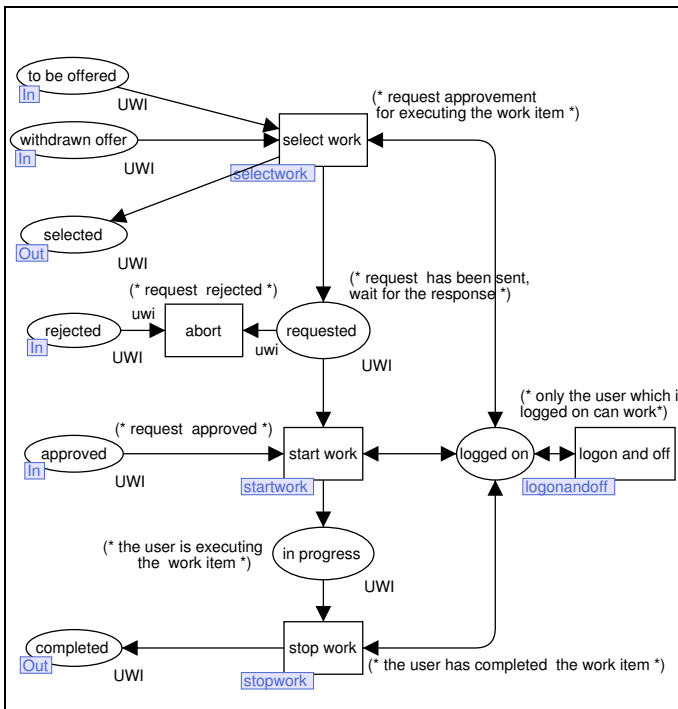 to be offered
In
UWI
(* request approvement
for executing the work item *)
withdrawn offer
In
UWI
select work
selectwork
selected
Out
UWI
(* request rejected *)
(* request has been sent,
wait for the response *)
uwi
rejected
In
UWI
abort
uwi
requested
UWI
(* only the user which i
logged on can work*)
(* request approved *)
approved
In
UWI
start work
startwork
logged on
logon and off
logonandoff
(* the user is executing
the work item *)
in progress
UWI
completed
Out
UWI
stop work
stopwork
(* the user has completed the work item *)